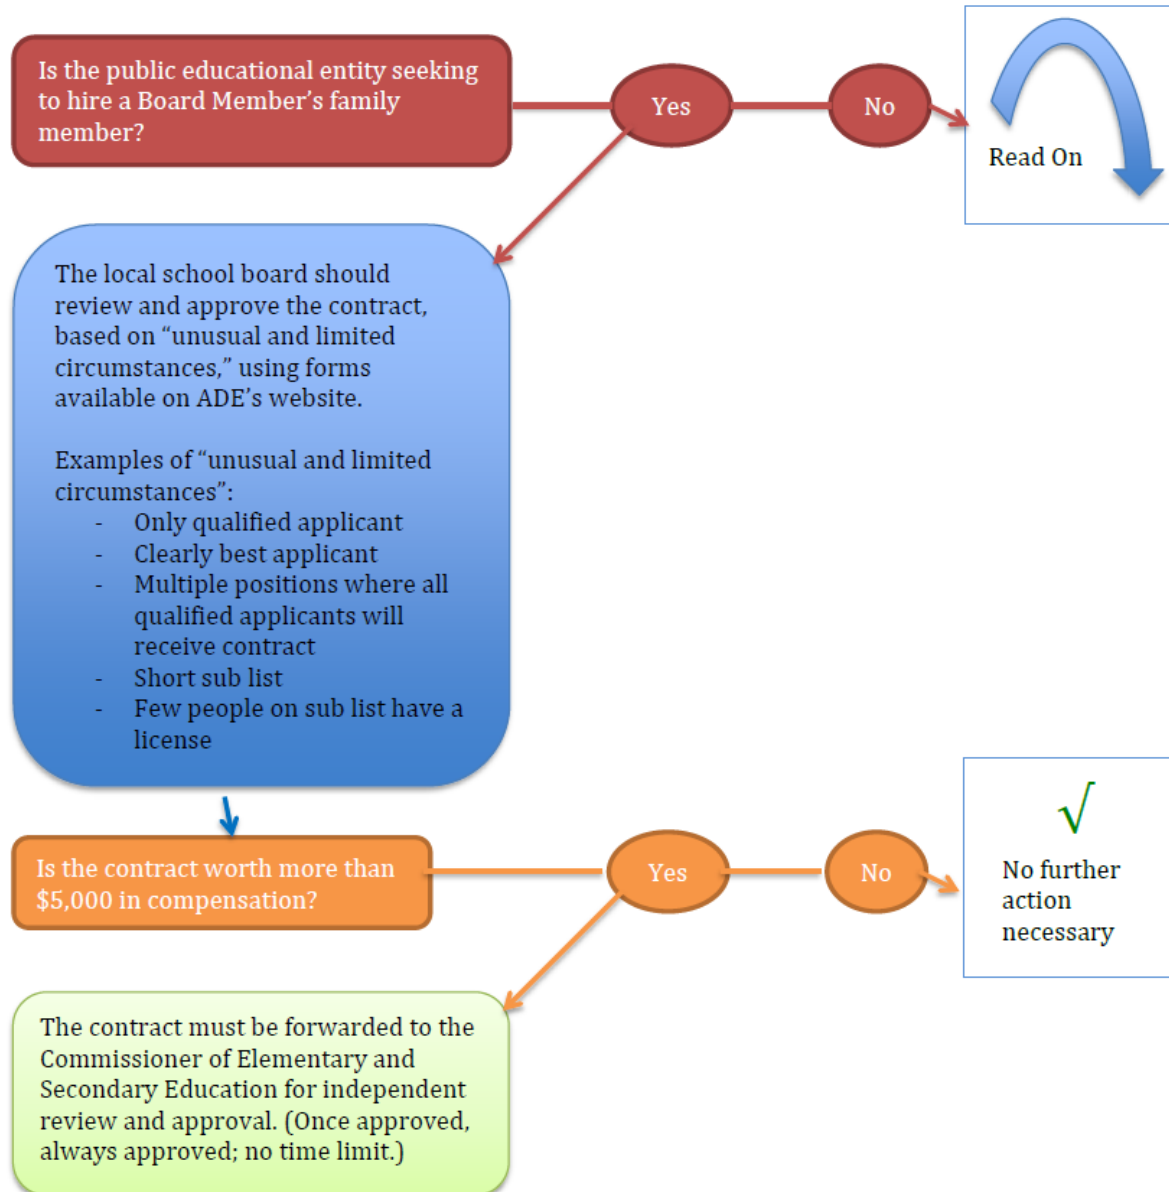 Is the public educational entity seeking
to hire a Board Member’s family
member?
Yes
No
Read On
The local school board should
review and approve the contract,
based on “unusual and limited
circumstances,” using forms
available on ADE’s website.
Examples of “unusual and limited
circumstances”:
- Only qualified applicant
- Clearly best applicant
- Multiple positions where all
qualified applicants will
receive contract
- Short sub list
- Few people on sub list have a
license
Is the contract worth more than
$5,000 in compensation?
Yes
No
√
No further
action
necessary
The contract must be forwarded to the
Commissioner of Elementary and
Secondary Education for independent
review and approval. (Once approved,
always approved; no time limit.)